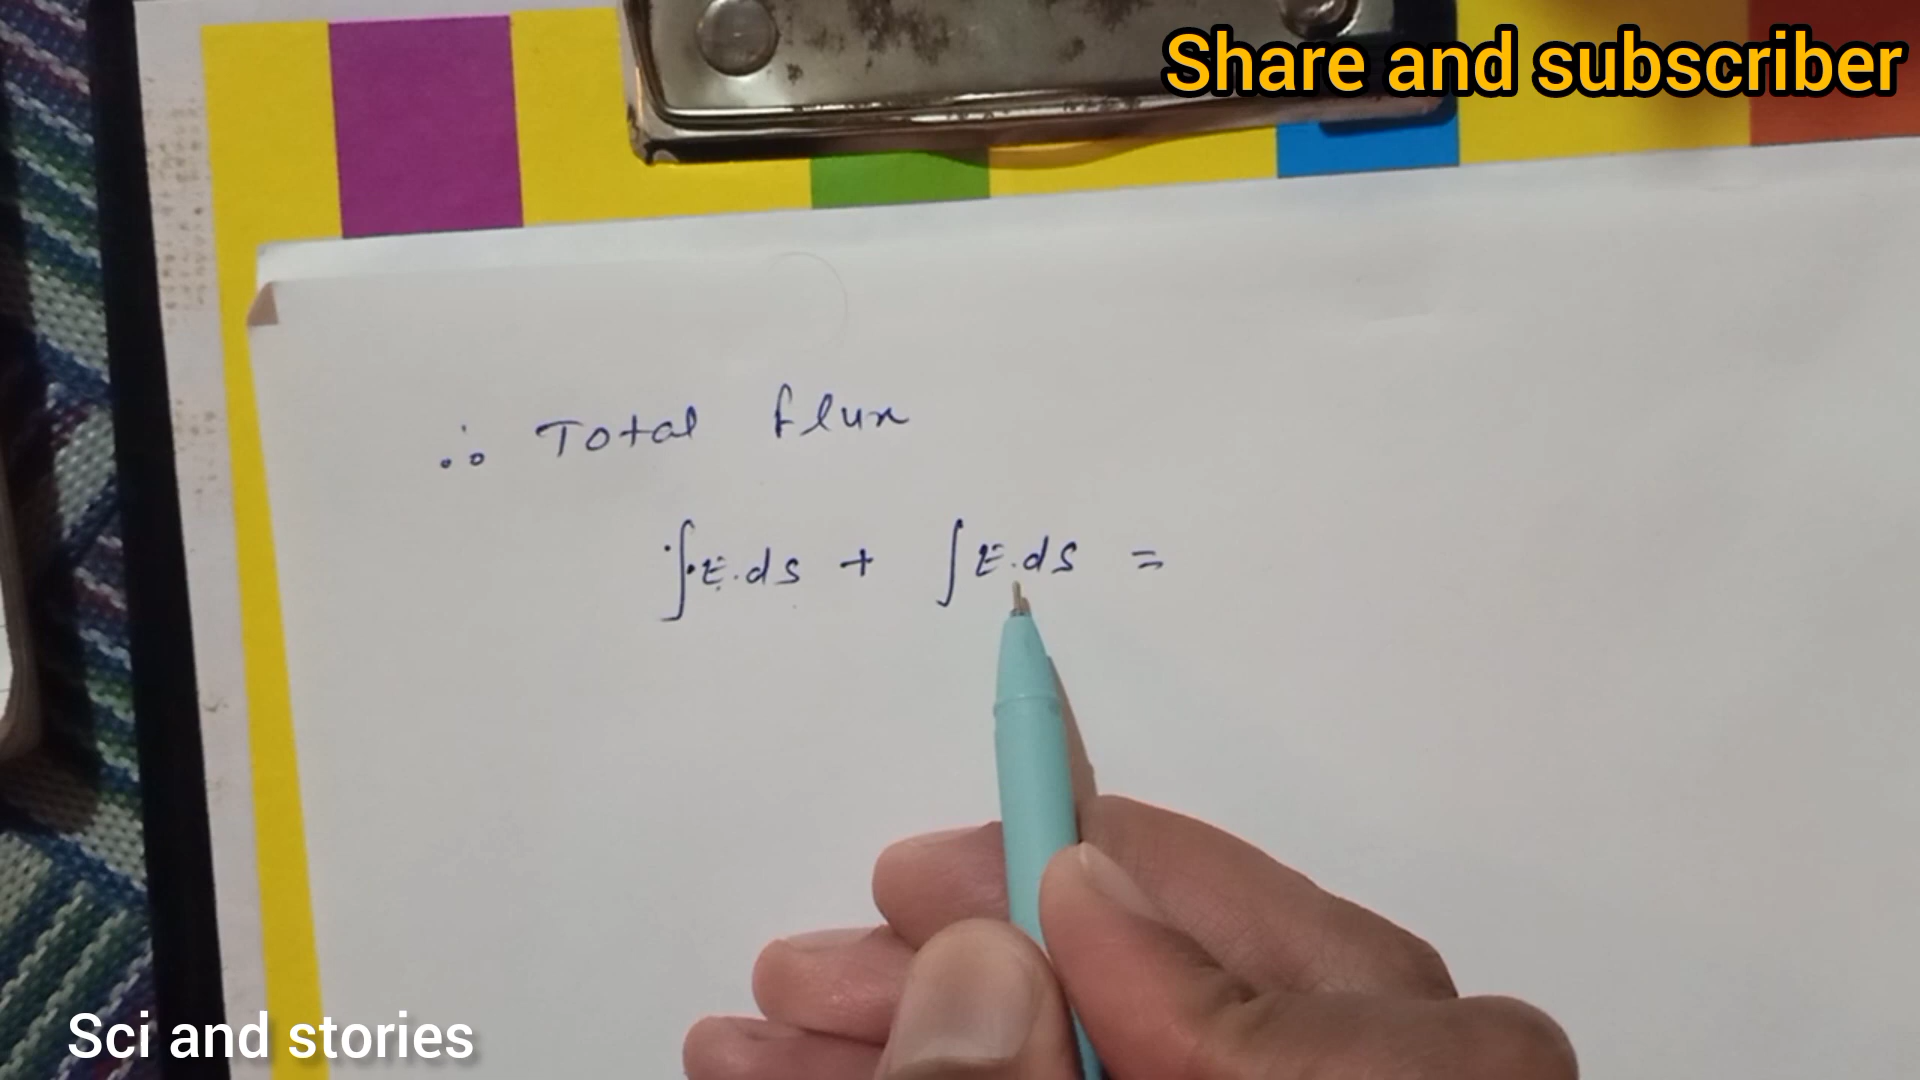 Share and subscriber
∴ Total flux
∫E.ds + ∫E.ds =
Sci and stories